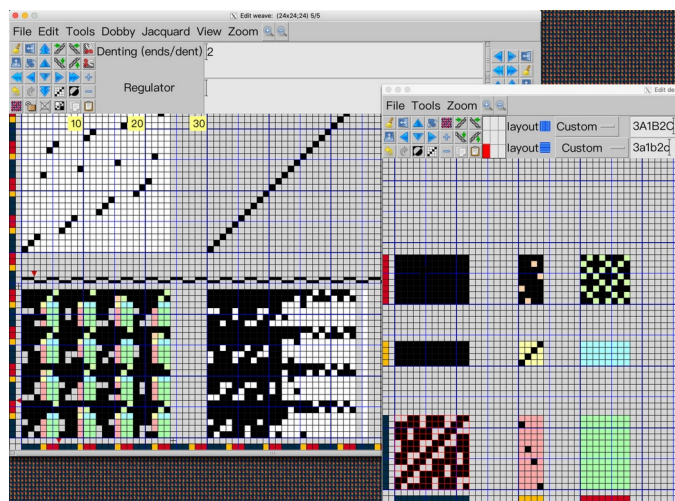 Edit weave: (24x24;24) 5/5
File Edit Tools Dobby Jacquard View Zoom
Denting (ends/dent) 2
Regulator
10 20 30
Edit de
File Tools Zoom
layout Custom 3A1B2C
layout Custom 3a1b2c